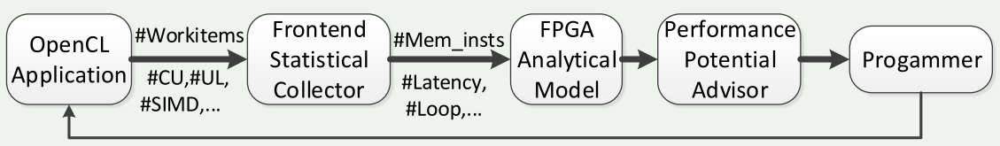 OpenCL
Application
#Workitems
#CU,#UL,
#SIMD,...
Frontend
Statistical
Collector
#Mem_insts
#Latency,
#Loop,...
FPGA
Analytical
Model
Performance
Potential
Advisor
Progammer